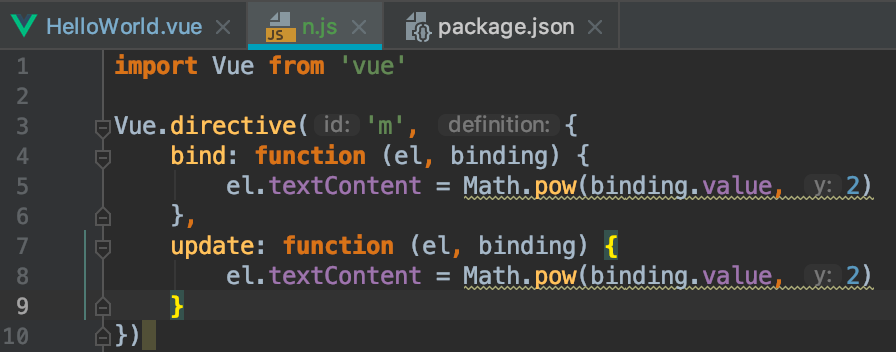 HelloWorld.vue × JS n.js × {} package.json ×
1 import Vue from 'vue'
2
3 Vue.directive( id: 'm', definition: {
4     bind: function (el, binding) {
5         el.textContent = Math.pow(binding.value, y: 2)
6     },
7     update: function (el, binding) {
8         el.textContent = Math.pow(binding.value, y: 2)
9     }
10 })